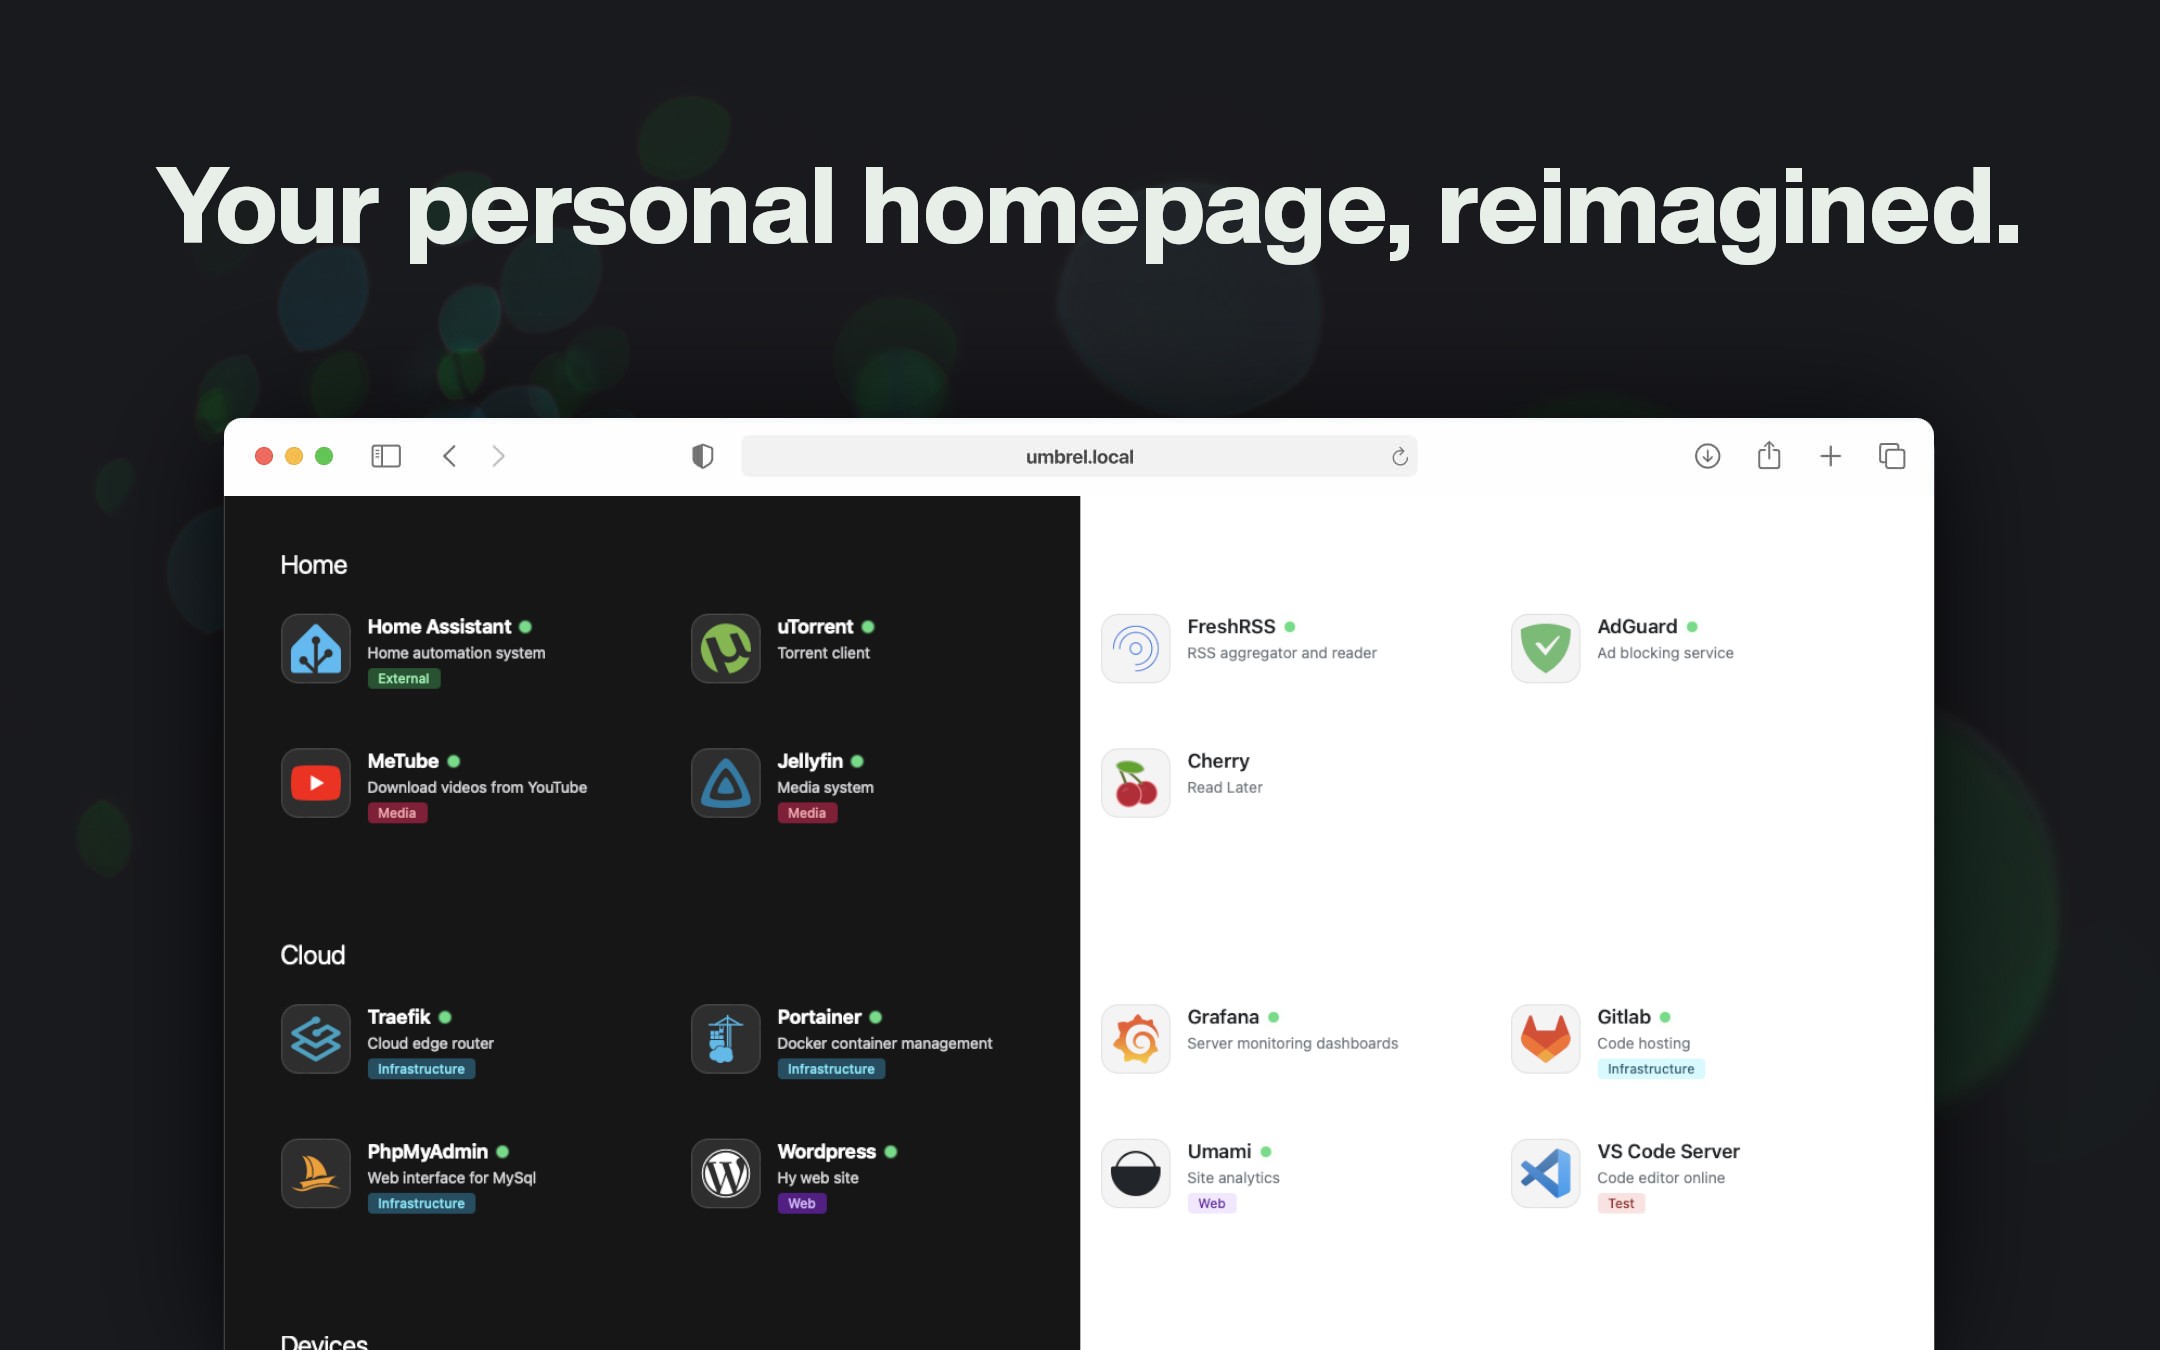 Your personal homepage, reimagined.
umbrel.local
Home
Home Assistant
Home automation system
External
uTorrent
Torrent client
FreshRSS
RSS aggregator and reader
AdGuard
Ad blocking service
MeTube
Download videos from YouTube
Media
Jellyfin
Media system
Media
Cherry
Read Later
Cloud
Traefik
Cloud edge router
Infrastructure
Portainer
Docker container management
Infrastructure
Grafana
Server monitoring dashboards
Gitlab
Code hosting
Infrastructure
PhpMyAdmin
Web interface for MySql
Infrastructure
Wordpress
Hy web site
Web
Umami
Site analytics
Web
VS Code Server
Code editor online
Test
Devices